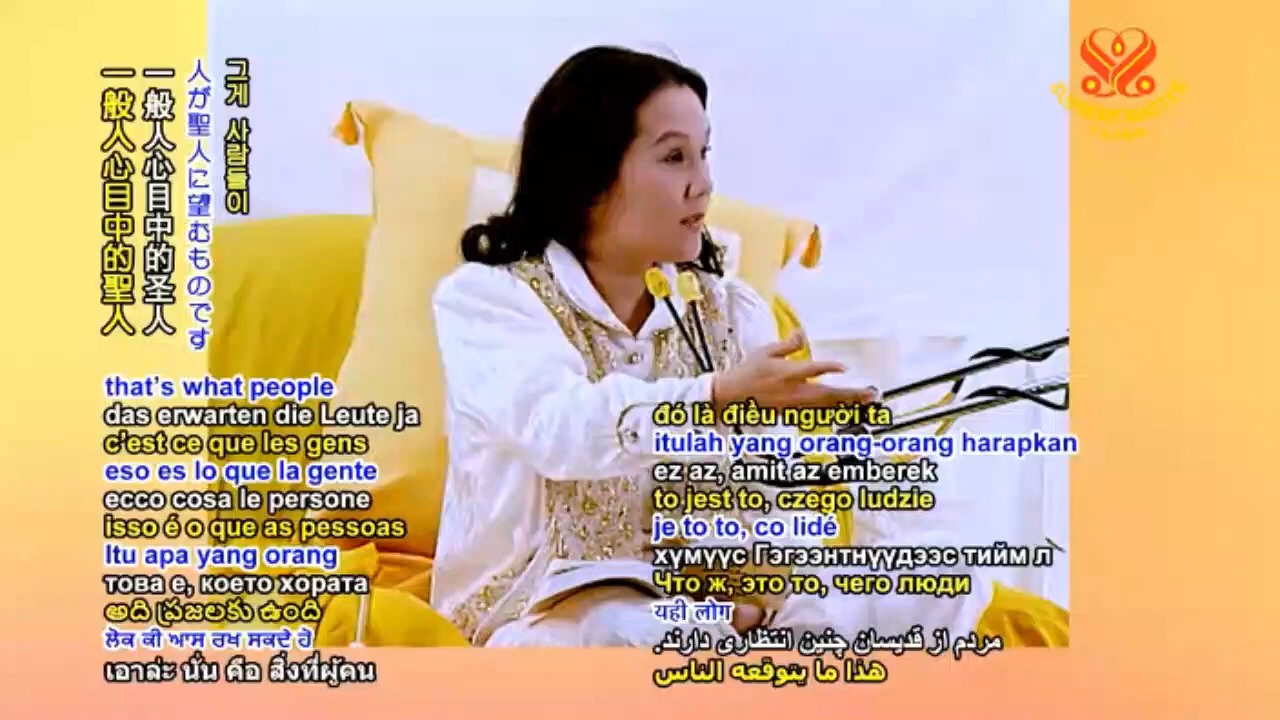 一般人心目中的聖人
一般人心目中的圣人
人が聖人に望むものです
그게 사람들이
that's what people
das erwarten die Leute ja
c'est ce que les gens
eso es lo que la gente
ecco cosa le persone
isso é o que as pessoas
Itu apa yang orang
това е, което хората
అది ప్రజలకు ఉంది
ਲੋਕ ਕੀ ਆਸ ਰਖ ਸਕਦੇ ਹੋ
เอาล่ะ นั่น คือ สิ่งที่ผู้คน
đó là điều người ta
itulah yang orang-orang harapkan
ez az, amit az emberek
to jest to, czego ludzie
je to to, co lidé
хүмүүс Гэгээнтнүүдээс тийм л
Что ж, это то, чего люди
यही लोग
مردم از قدیسان چنین انتظاری دارند.
هذا ما يتوقعه الناس